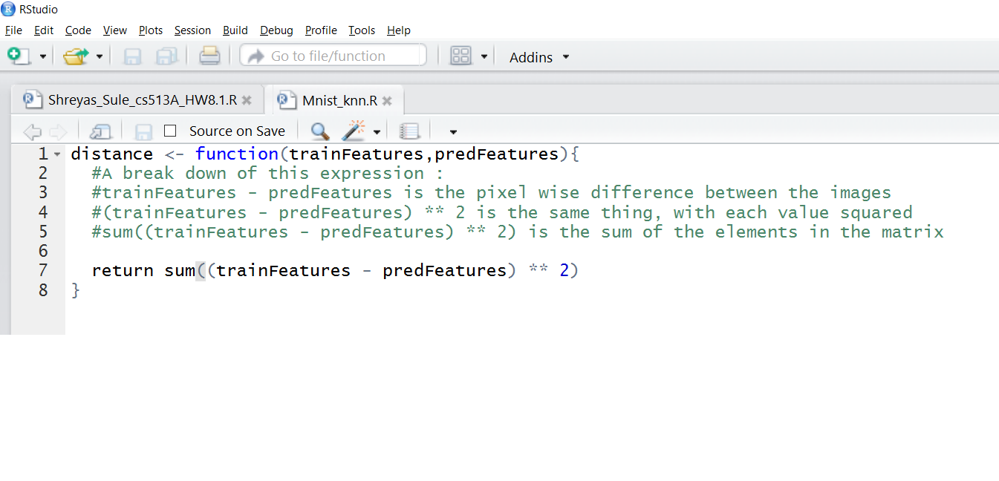 RStudio
File Edit Code View Plots Session Build Debug Profile Tools Help
Go to file/function Addins
Shreyas_Sule_cs513A_HW8.1.R Mnist_knn.R
Source on Save
1 distance <- function(trainFeatures,predFeatures){
2 #A break down of this expression :
3 #trainFeatures - predFeatures is the pixel wise difference between the images
4 #(trainFeatures - predFeatures) ** 2 is the same thing, with each value squared
5 #sum((trainFeatures - predFeatures) ** 2) is the sum of the elements in the matrix
6
7 return sum((trainFeatures - predFeatures) ** 2)
8 }